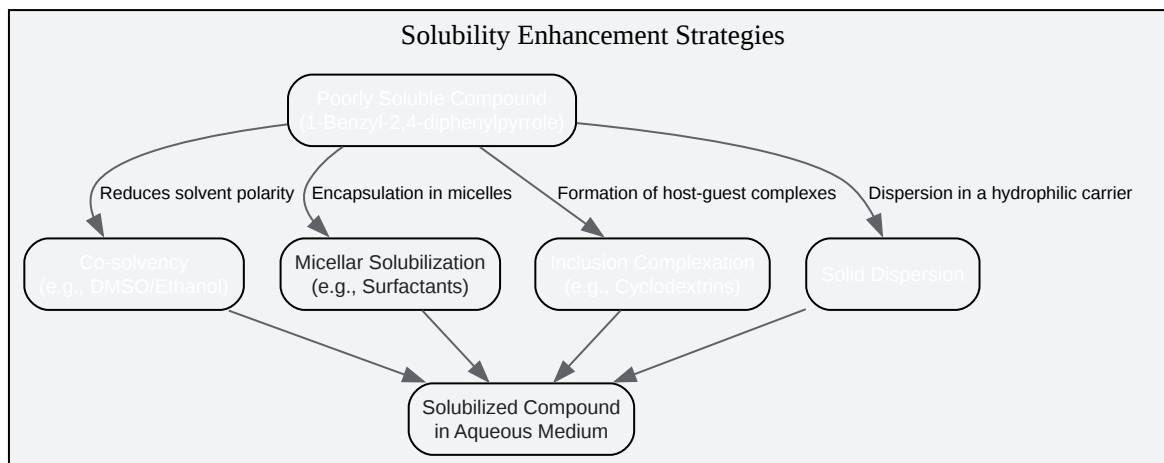 Solubility Enhancement Strategies
Poorly Soluble Compound
(1-Benzyl-2,4-diphenylpyrrole)
Reduces solvent polarity
Encapsulation in micelles
Formation of host-guest complexes
Dispersion in a hydrophilic carrier
Co-solvency
(e.g., DMSO/Ethanol)
Micellar Solubilization
(e.g., Surfactants)
Inclusion Complexation
(e.g., Cyclodextrins)
Solid Dispersion
Solubilized Compound
in Aqueous Medium